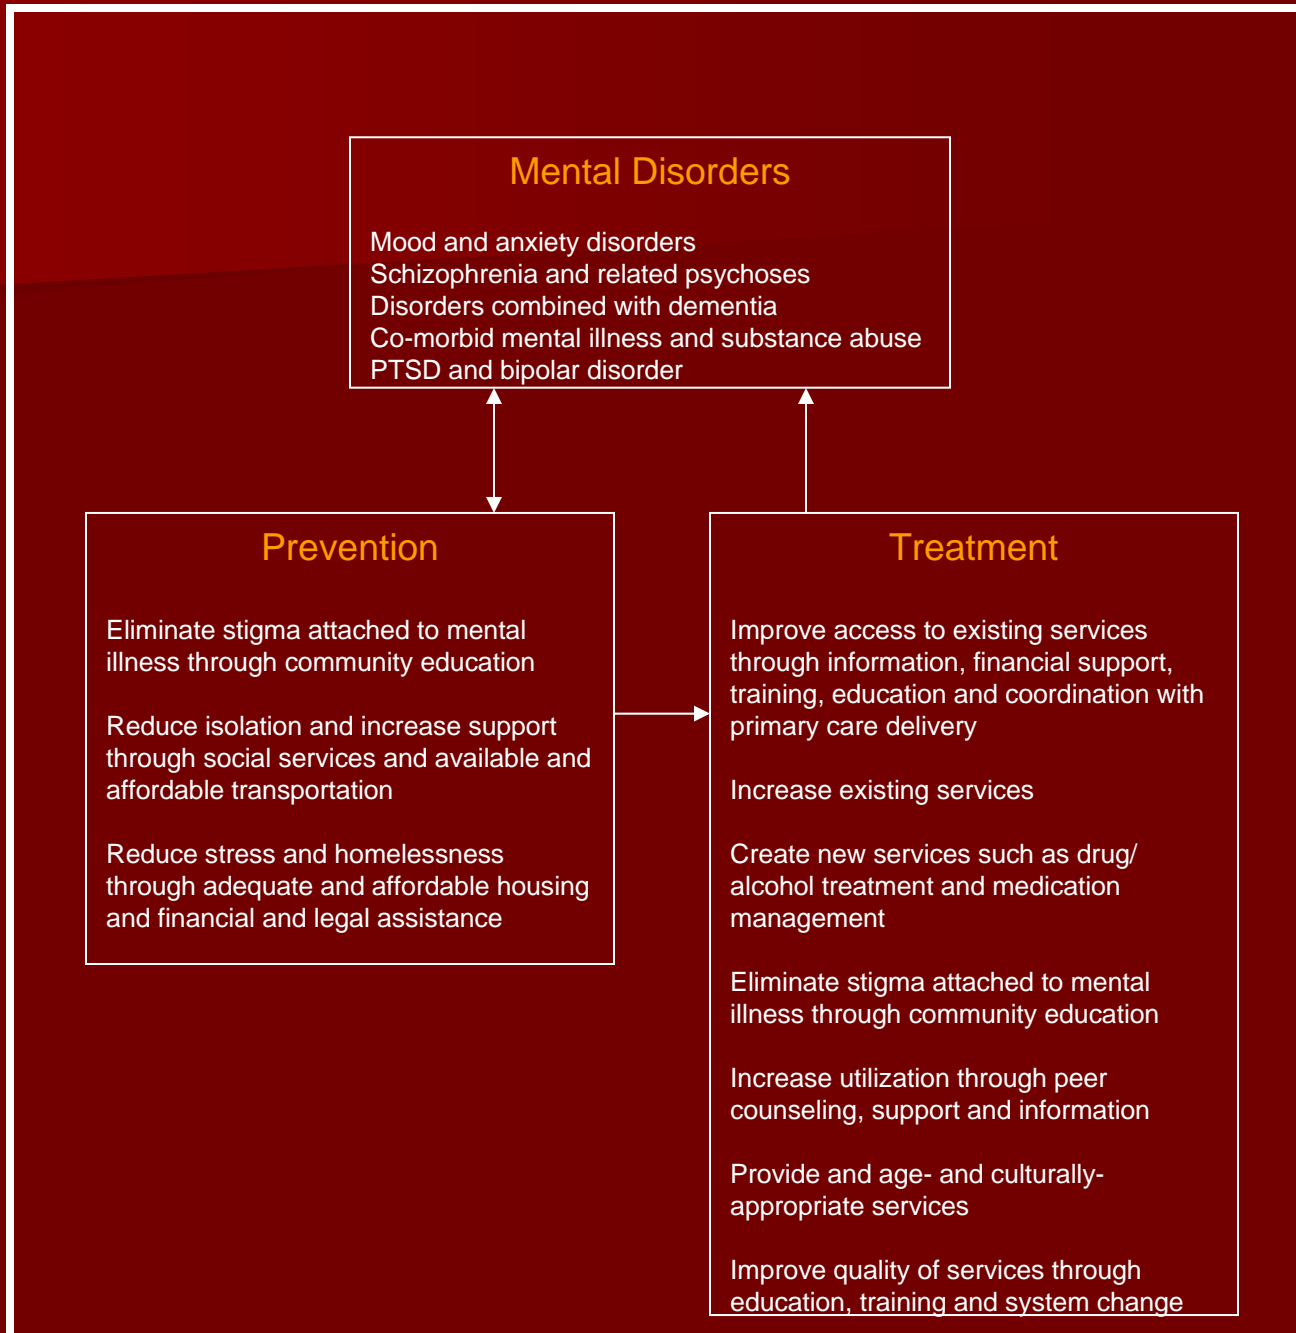 Mental Disorders
Mood and anxiety disorders
Schizophrenia and related psychoses
Disorders combined with dementia
Co-morbid mental illness and substance abuse
PTSD and bipolar disorder
Prevention
Eliminate stigma attached to mental
illness through community education
Reduce isolation and increase support
through social services and available and
affordable transportation
Reduce stress and homelessness
through adequate and affordable housing
and financial and legal assistance
Treatment
Improve access to existing services
through information, financial support,
training, education and coordination with
primary care delivery
Increase existing services
Create new services such as drug/
alcohol treatment and medication
management
Eliminate stigma attached to mental
illness through community education
Increase utilization through peer
counseling, support and information
Provide and age- and culturally-
appropriate services
Improve quality of services through
education, training and system change